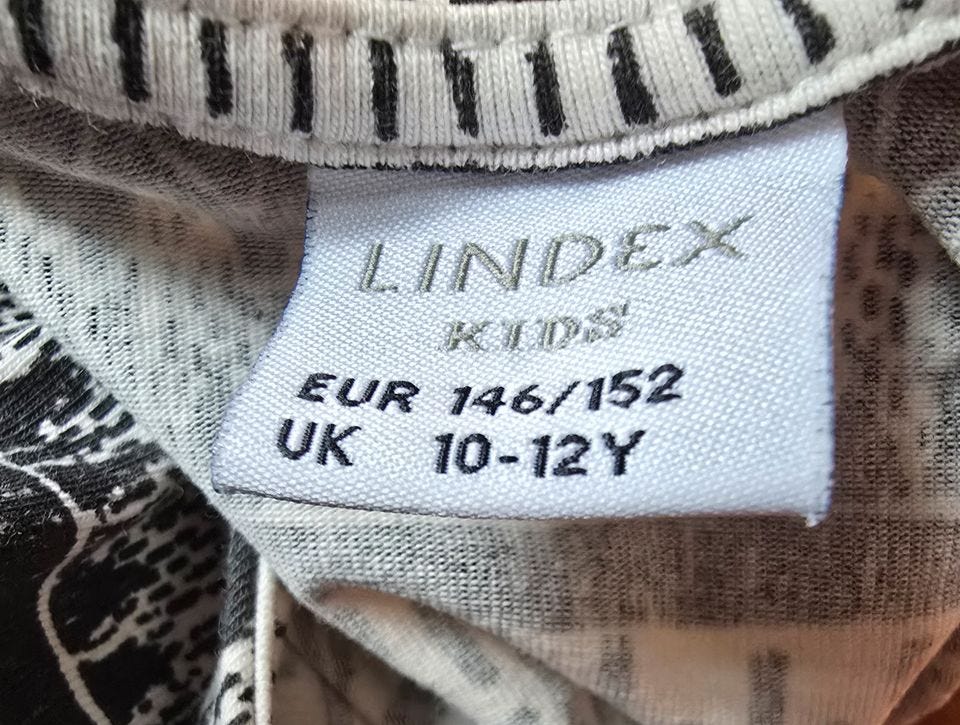 LINDEX
KIDS
EUR 146/152
UK 10-12Y